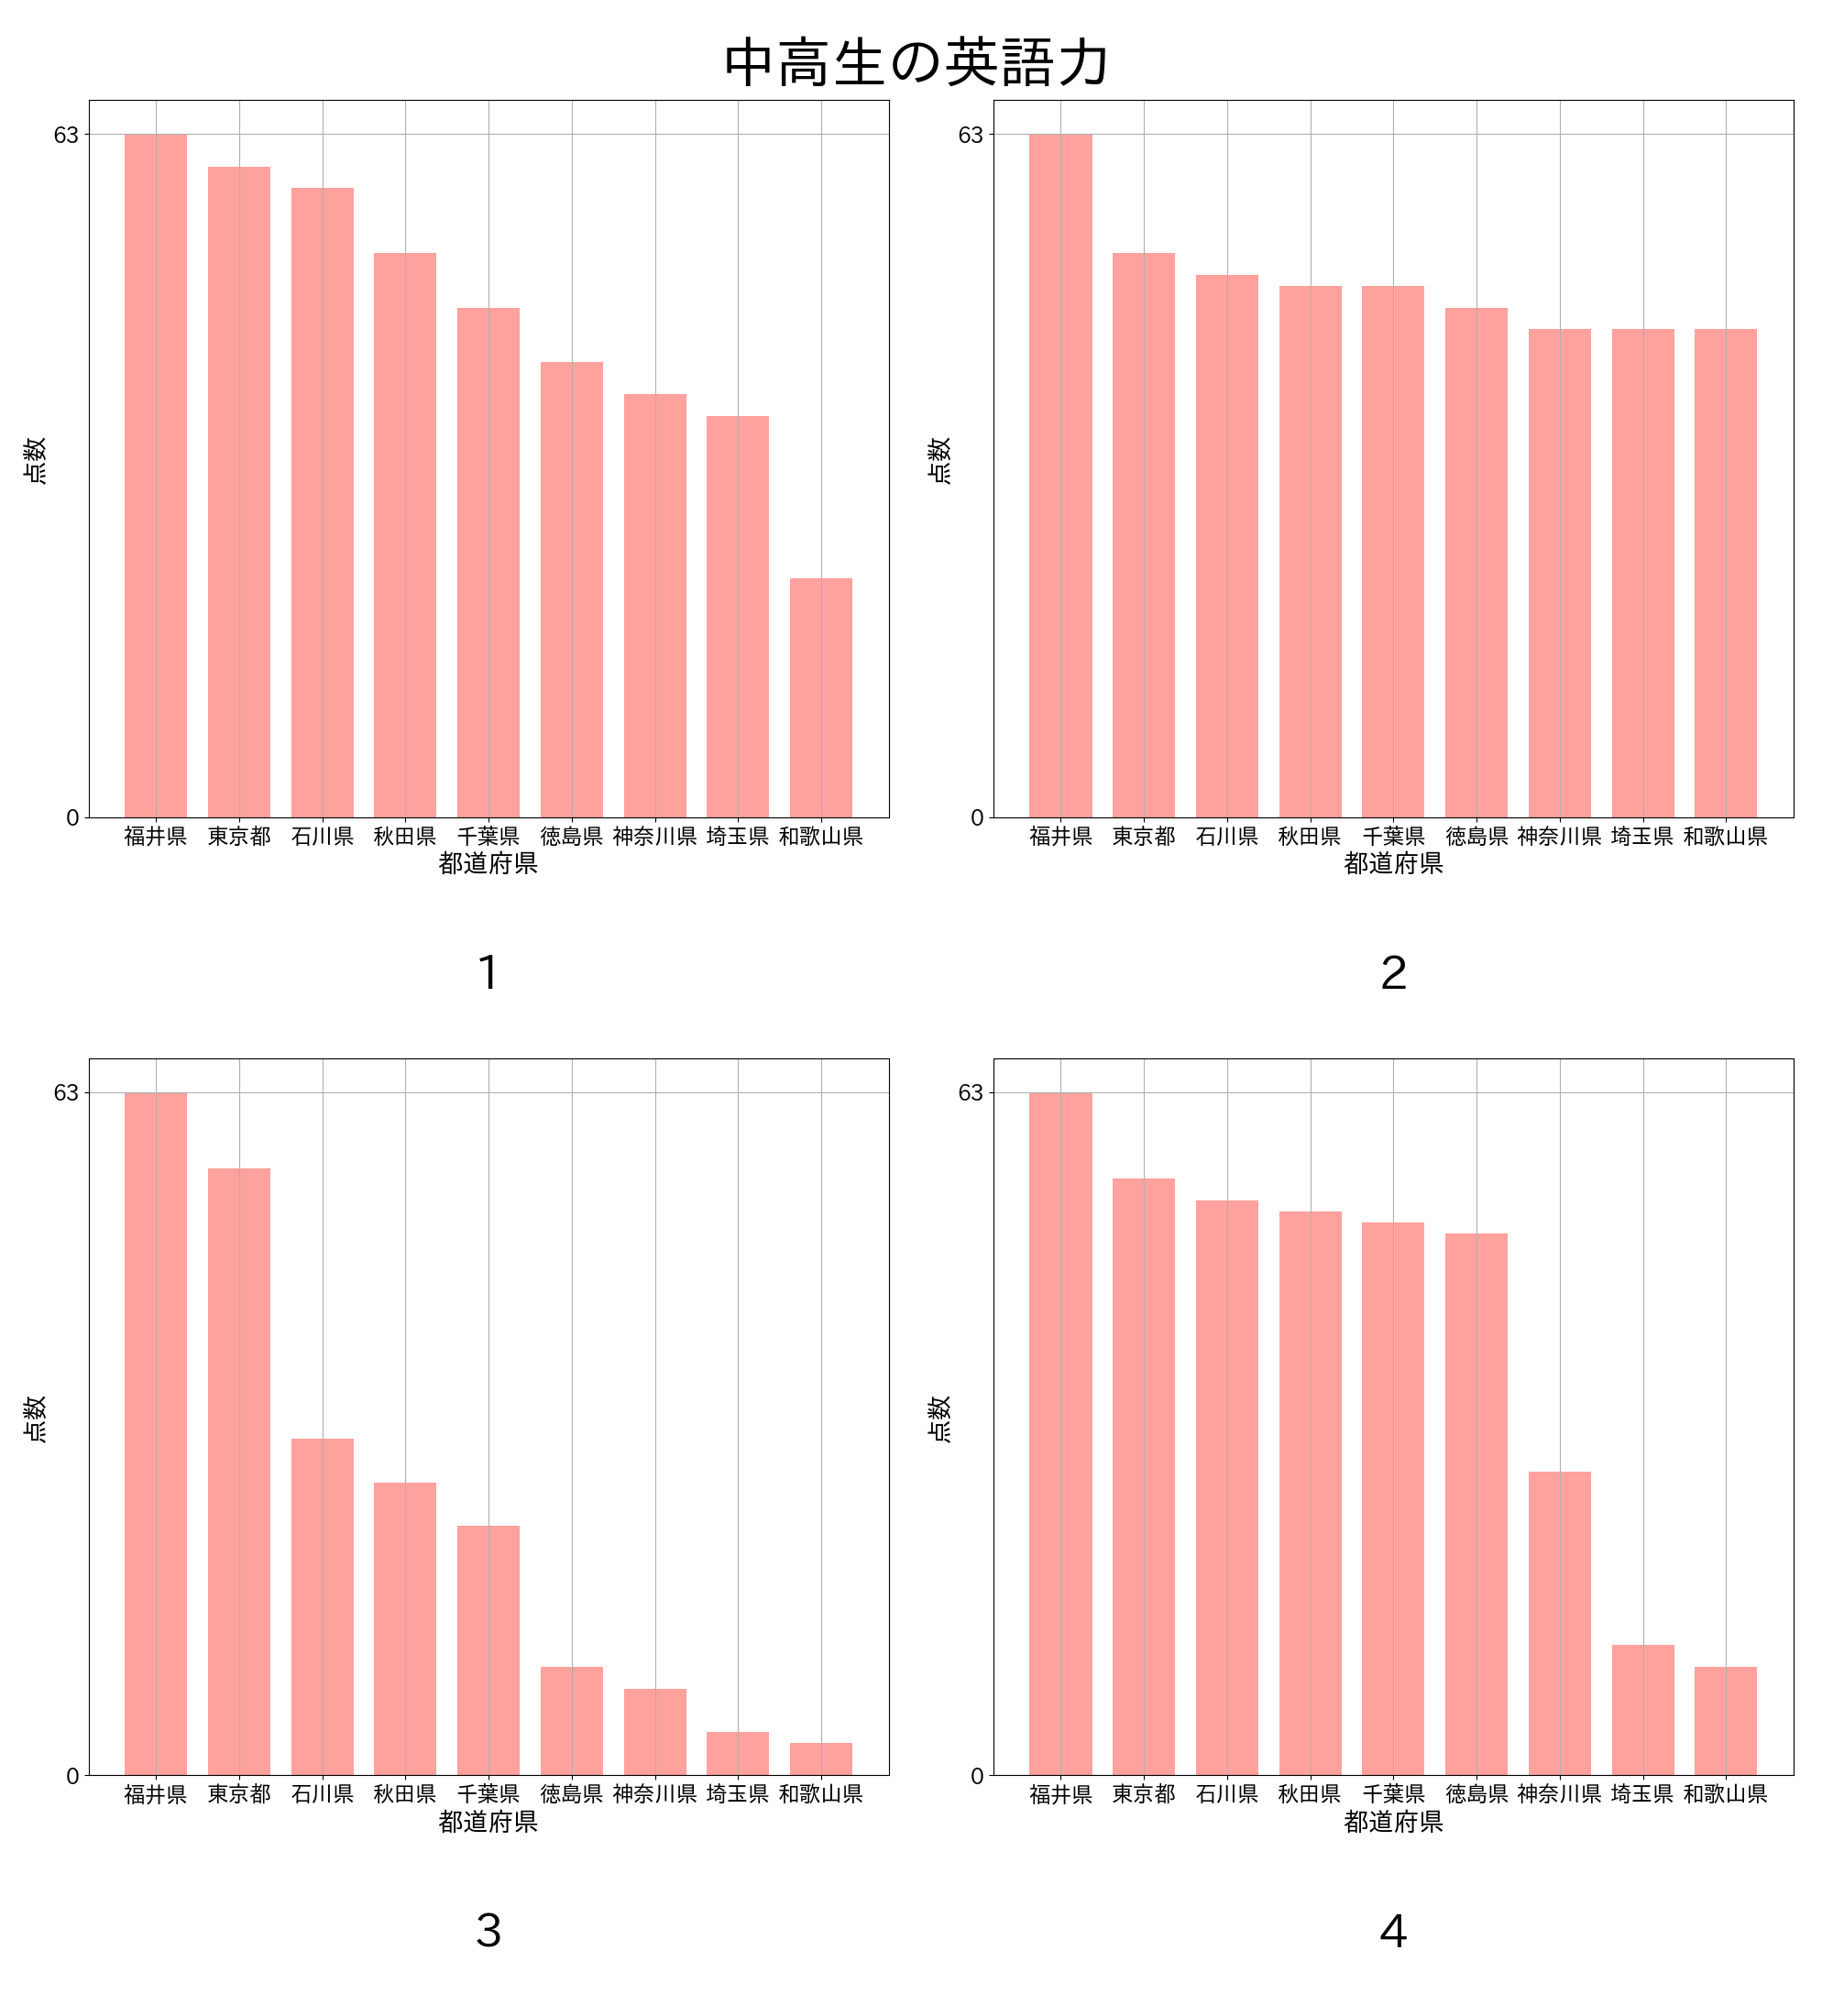 中高生の英語力
63
0
点数
福井県 東京都 石川県 秋田県 千葉県 徳島県 神奈川県 埼玉県 和歌山県
都道府県
1
63
0
点数
福井県 東京都 石川県 秋田県 千葉県 徳島県 神奈川県 埼玉県 和歌山県
都道府県
2
63
0
点数
福井県 東京都 石川県 秋田県 千葉県 徳島県 神奈川県 埼玉県 和歌山県
都道府県
3
63
0
点数
福井県 東京都 石川県 秋田県 千葉県 徳島県 神奈川県 埼玉県 和歌山県
都道府県
4